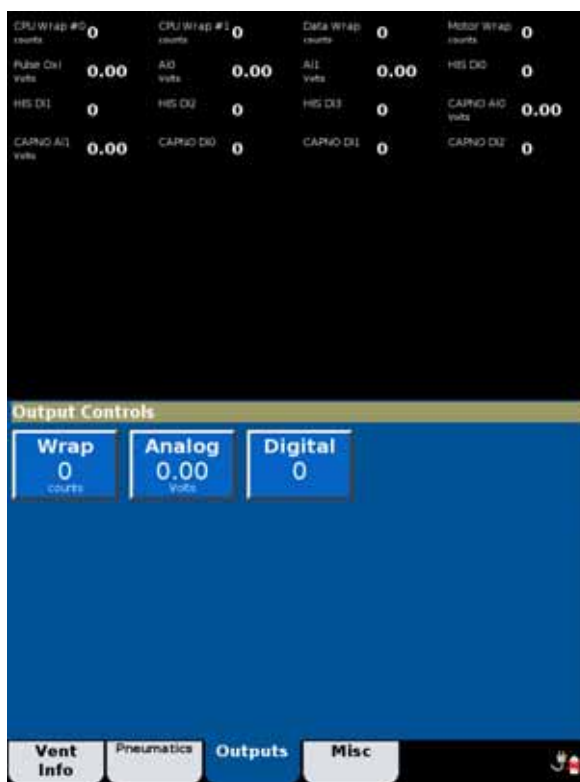 CPU Wrap #0 0 CPU Wrap #1 0 Data Wrap 0 Motor Wrap 0
counts counts counts counts
Pulse Oxi 0.00 AI0 0.00 AI1 0.00 HIS DI0 0
Volts Volts Volts
HIS DI1 0 HIS DI2 0 HIS DI3 0 CAPNO AI0 0.00
Volts
CAPNO AI1 0.00 CAPNO DI0 0 CAPNO DI1 0 CAPNO DI2 0
Volts
Output Controls
Wrap Analog Digital
0 0.00 0
counts Volts
Vent Pneumatics Outputs Misc
Info